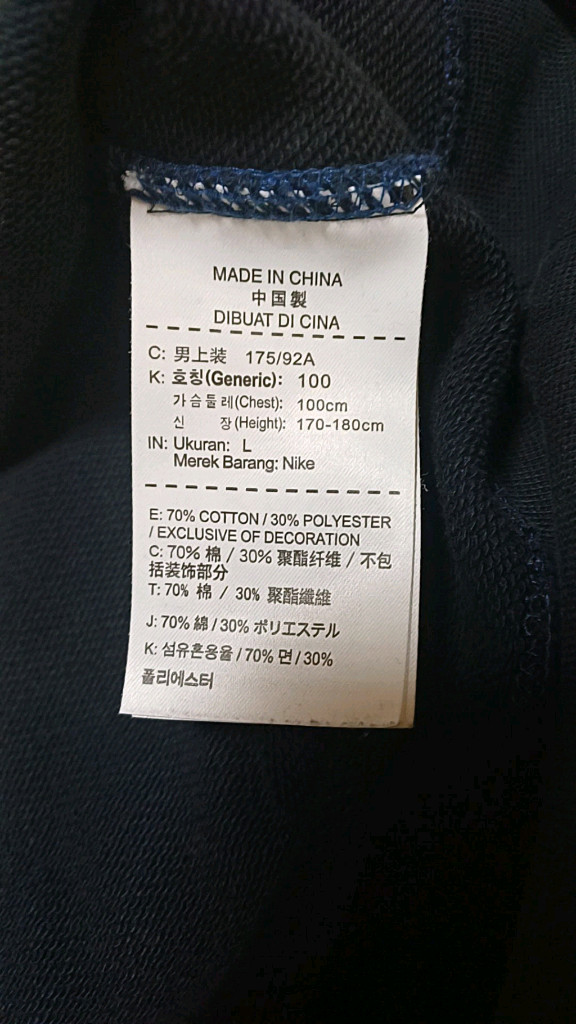 MADE IN CHINA
中国製
DIBUAT DI CINA
C: 男上装 175/92A
K: 호칭(Generic): 100
가슴둘레(Chest): 100cm
신 장(Height): 170-180cm
IN: Ukuran: L
Merek Barang: Nike
E: 70% COTTON / 30% POLYESTER
/ EXCLUSIVE OF DECORATION
C: 70% 棉 / 30% 聚酯纤维 / 不包
括装饰部分
T: 70% 棉 / 30% 聚酯纖維
J: 70% 綿 / 30% ポリエステル
K: 섬유혼용율 / 70% 면 / 30%
폴리에스터